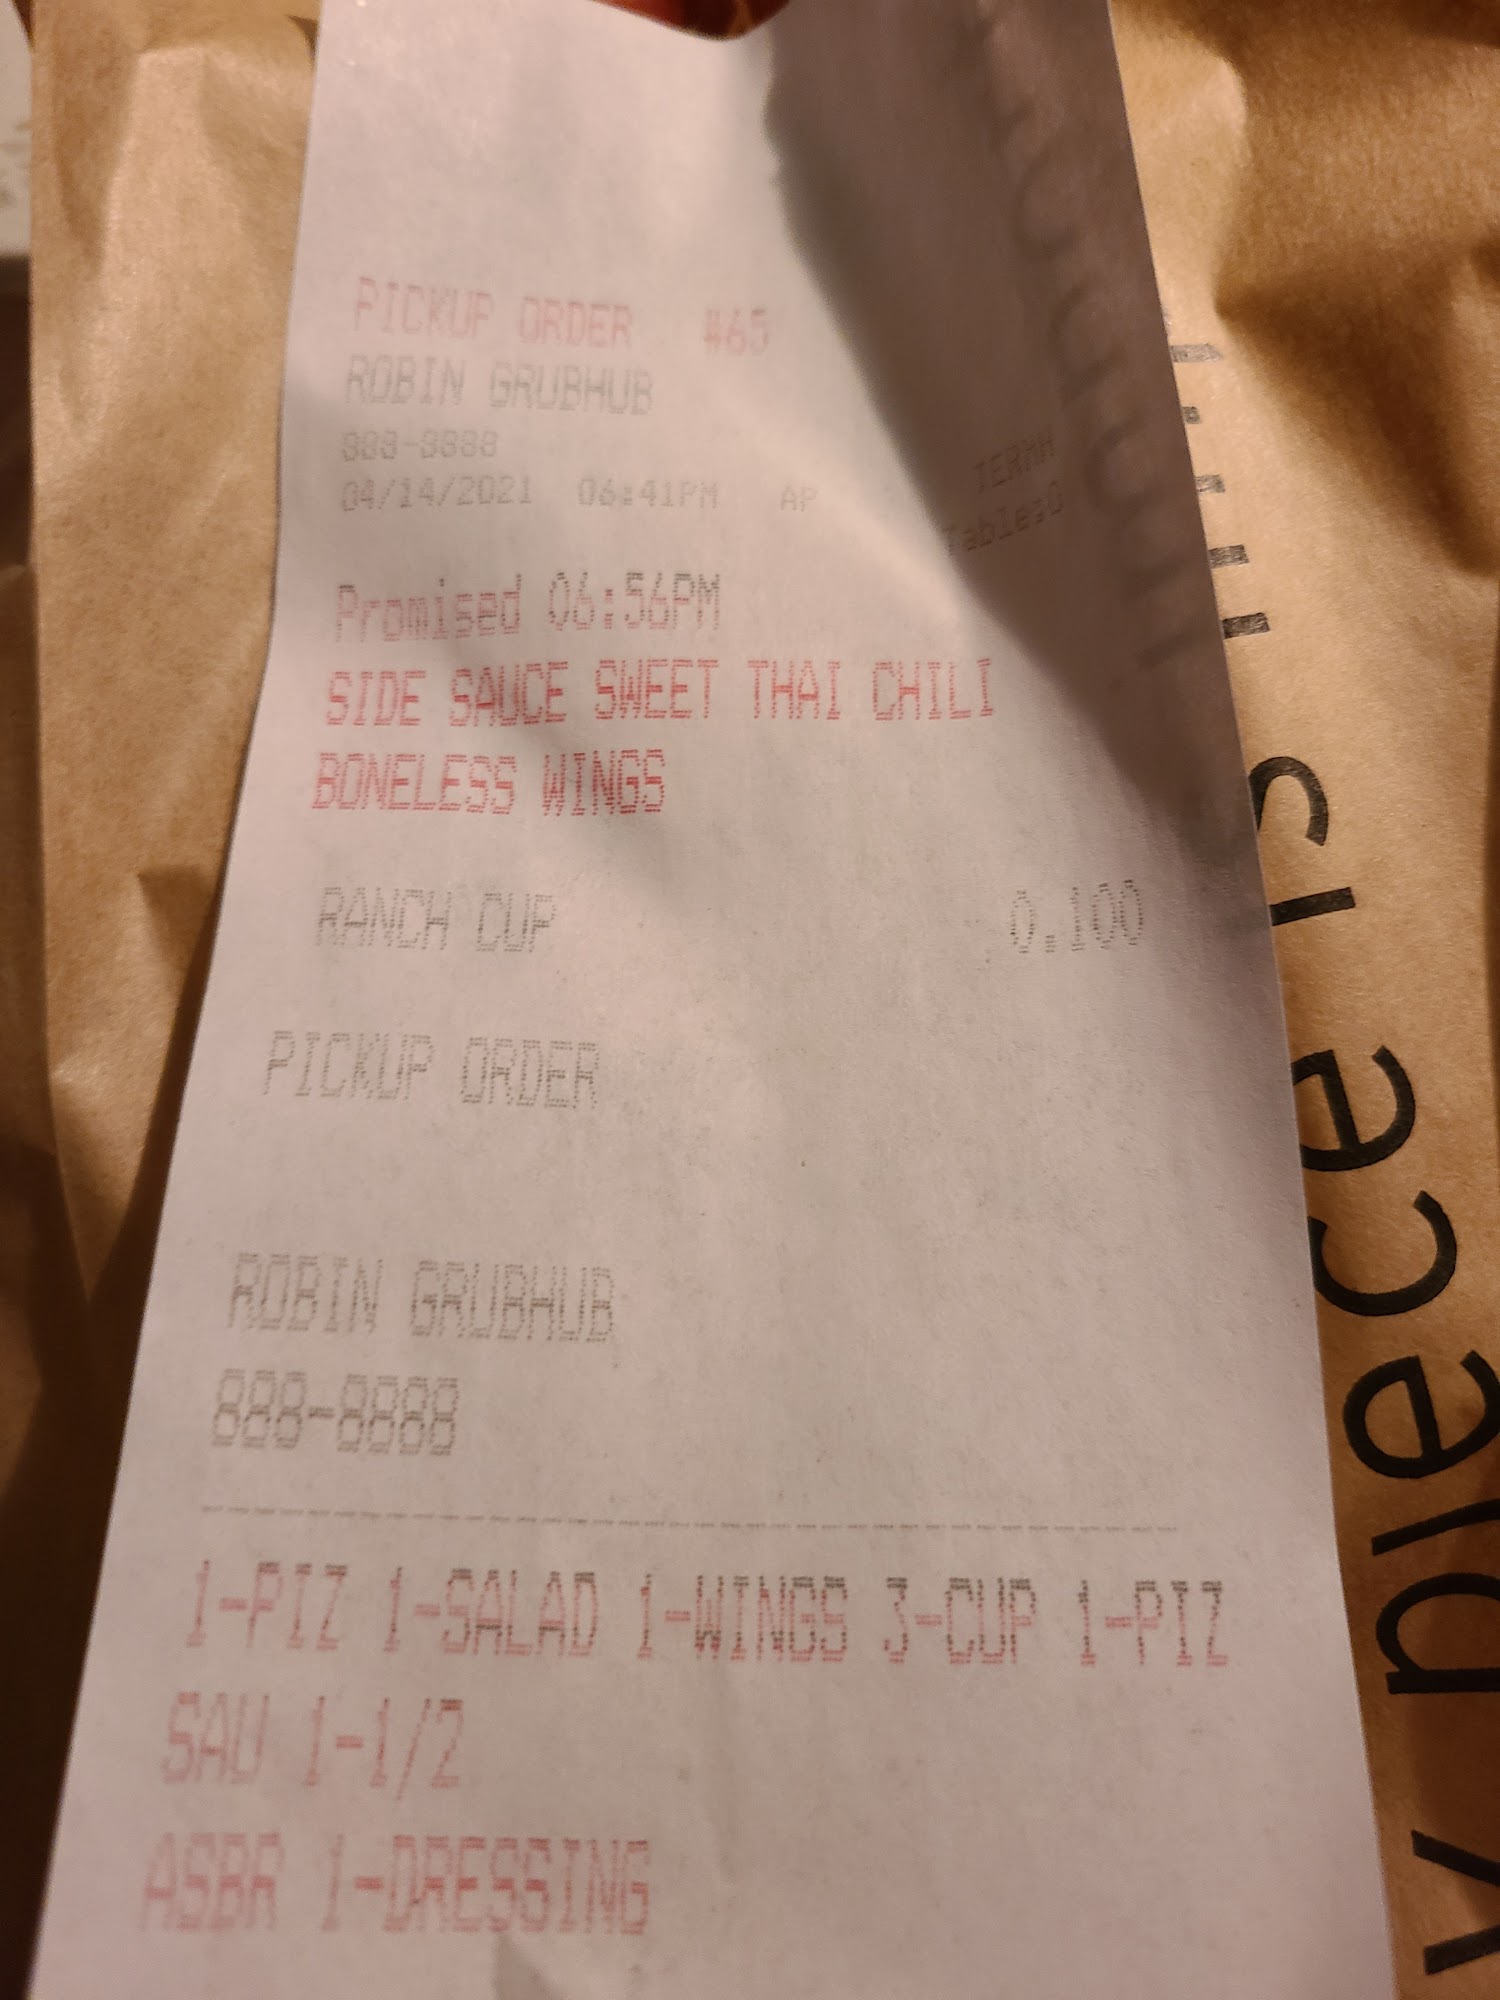 PICKUP ORDER #65
ROBIN GRUBHUB
888-8888
04/14/2021 06:41PM AP
Table:0
Promised 06:56PM
SIDE SAUCE SWEET THAI CHILI
BONELESS WINGS
RANCH CUP
PICKUP ORDER
ROBIN GRUBHUB
888-8888
1-PIZ 1-SALAD 1-WINGS 3-CUP 1-PIZ
SAU 1-1/2
ASBR 1-DRESSING